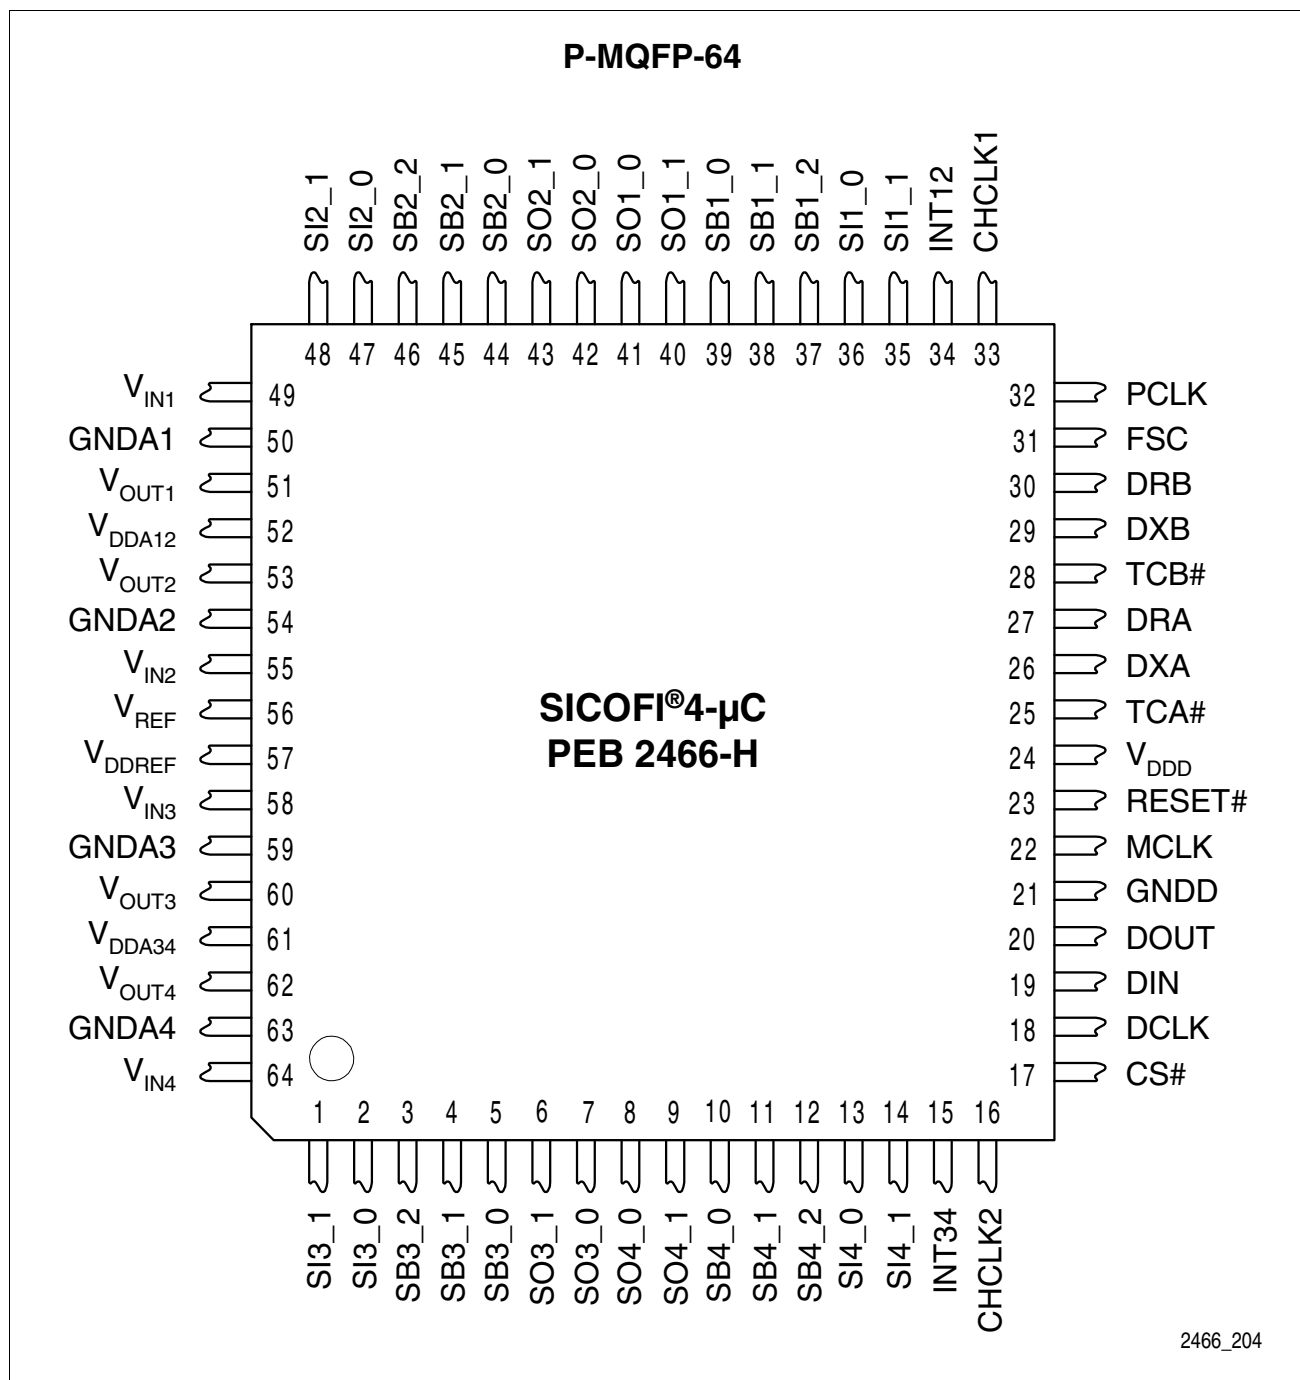 P-MQFP-64
SI2_1
SI2_0
SB2_2
SB2_1
SB2_0
SO2_1
SO2_0
SO1_0
SO1_1
SB1_0
SB1_1
SB1_2
SI1_0
SI1_1
INT12
CHCLK1
48 47 46 45 44 43 42 41 40 39 38 37 36 35 34 33
VIN1 49 32 PCLK
GNDA1 50 31 FSC
VOUT1 51 30 DRB
VDDA12 52 29 DXB
VOUT2 53 28 TCB#
GNDA2 54 27 DRA
VIN2 55 26 DXA
VREF 56 25 TCA#
VDDREF 57 24 VDDD
VIN3 58 23 RESET#
GNDA3 59 22 MCLK
VOUT3 60 21 GNDD
VDDA34 61 20 DOUT
VOUT4 62 19 DIN
GNDA4 63 18 DCLK
VIN4 64 17 CS#
SICOFI®4-µC
PEB 2466-H
1 2 3 4 5 6 7 8 9 10 11 12 13 14 15 16
SI3_1
SI3_0
SB3_2
SB3_1
SB3_0
SO3_1
SO3_0
SO4_0
SO4_1
SB4_0
SB4_1
SB4_2
SI4_0
SI4_1
INT34
CHCLK2
2466_204